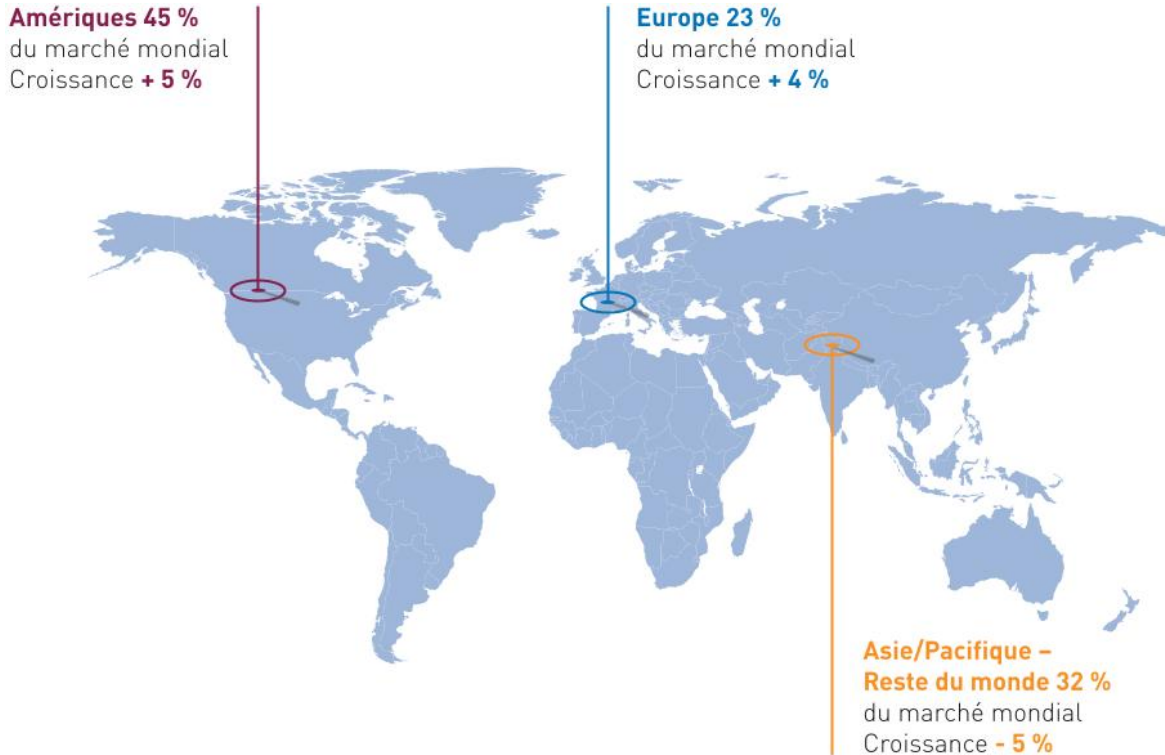 Amériques 45 %
du marché mondial
Croissance + 5 %
Europe 23 %
du marché mondial
Croissance + 4 %
Asie/Pacifique –
Reste du monde 32 %
du marché mondial
Croissance - 5 %